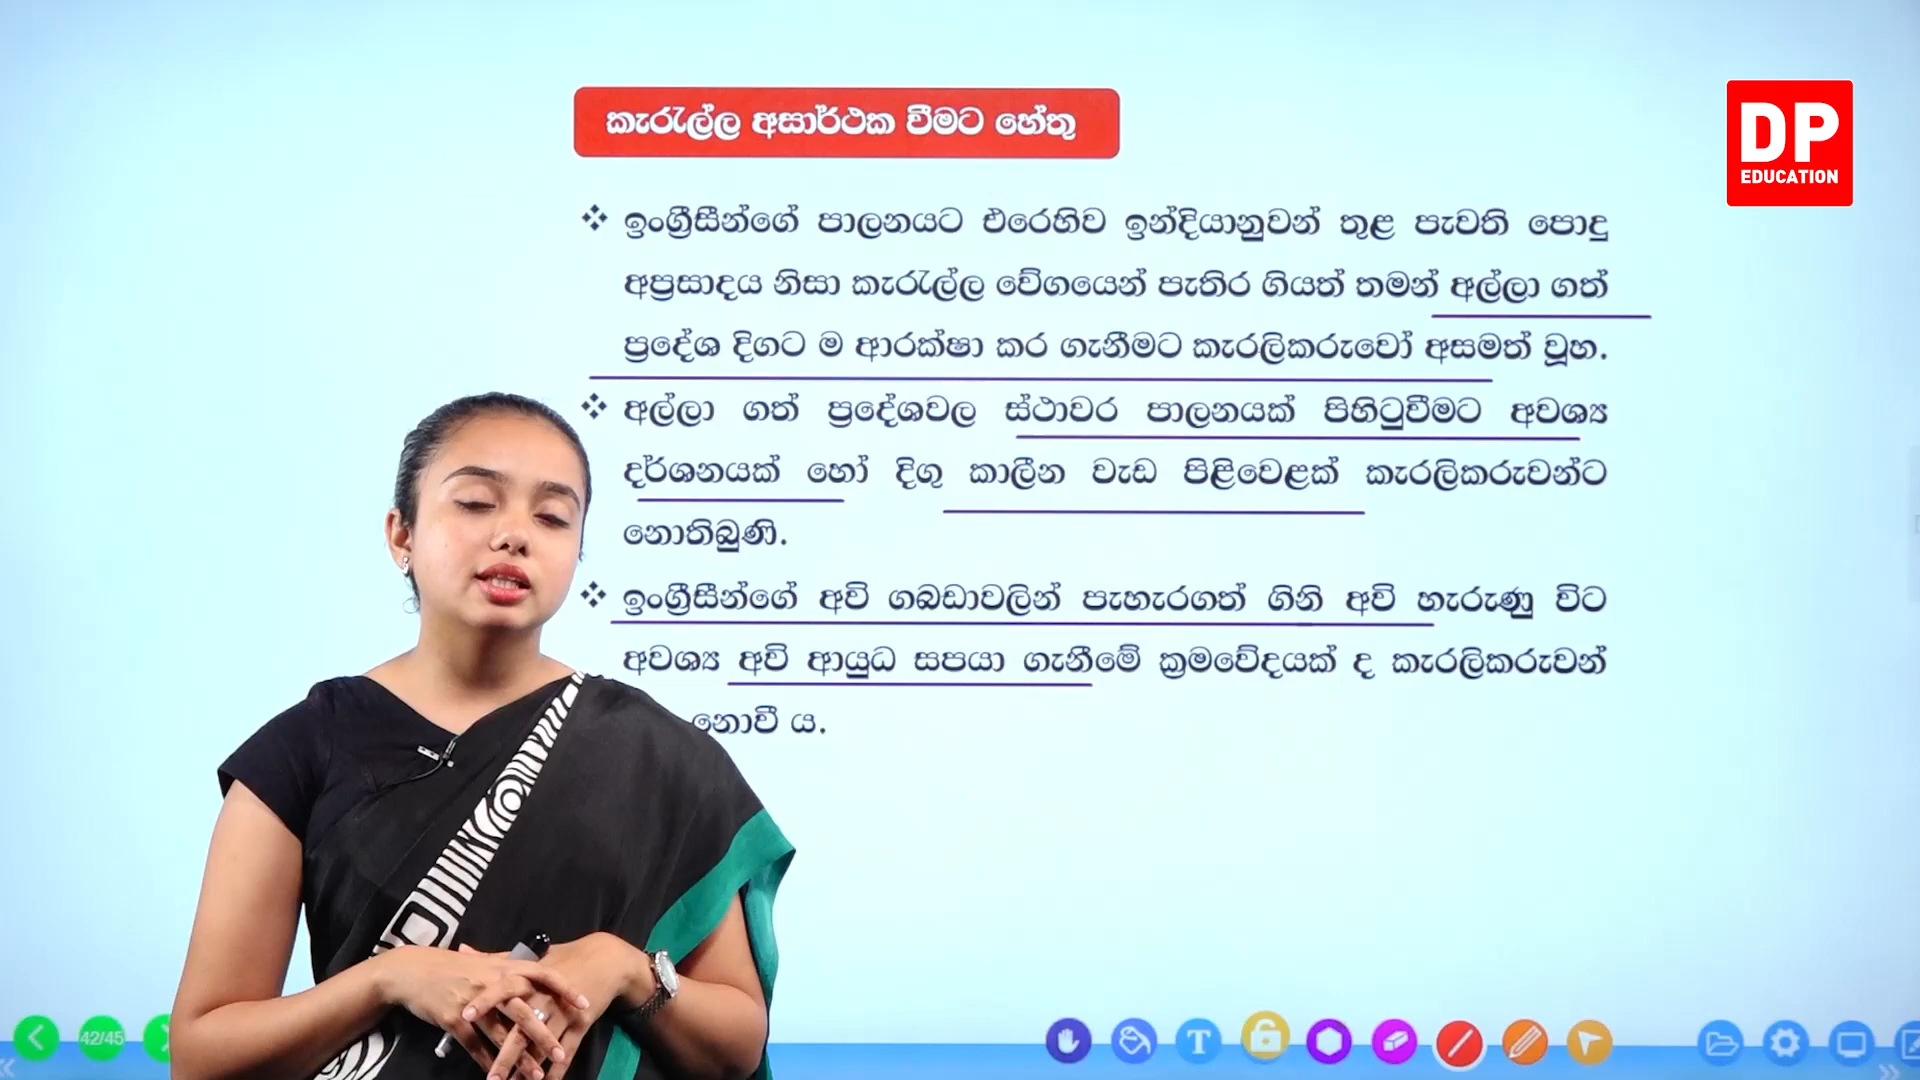 කැරැල්ල අසාර්ථක වීමට හේතු
DP
EDUCATION
❖ ඉංග්‍රීසීන්ගේ පාලනයට එරෙහිව ඉන්දියානුවන් තුළ පැවති පොදු
අප්‍රසාදය නිසා කැරැල්ල වේගයෙන් පැතිර ගියත් තමන් අල්ලා ගත්
ප්‍රදේශ දිගට ම ආරක්ෂා කර ගැනීමට කැරලිකරුවෝ අසමත් වූහ.
❖ අල්ලා ගත් ප්‍රදේශවල ස්ථාවර පාලනයක් පිහිටුවීමට අවශ්‍ය
දර්ශනයක් හෝ දිගු කාලීන වැඩ පිළිවෙළක් කැරලිකරුවන්ට
නොතිබුණි.
❖ ඉංග්‍රීසීන්ගේ අවි ගබඩාවලින් පැහැරගත් ගිනි අවි හැරුණු විට
අවශ්‍ය අවි ආයුධ සපයා ගැනීමේ ක්‍රමවේදයක් ද කැරලිකරුවන්
නොවී ය.
42/45
T